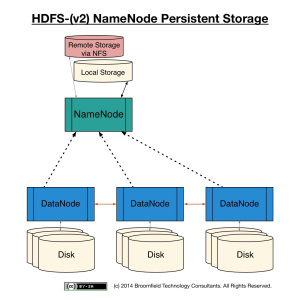 HDFS-(v2) NameNode Persistent Storage
Remote Storage
via NFS
Local Storage
NameNode
DataNode DataNode DataNode
Disk Disk Disk
cc BY-SA (c) 2014 Broomfield Technology Consultants. All Rights Reserved.